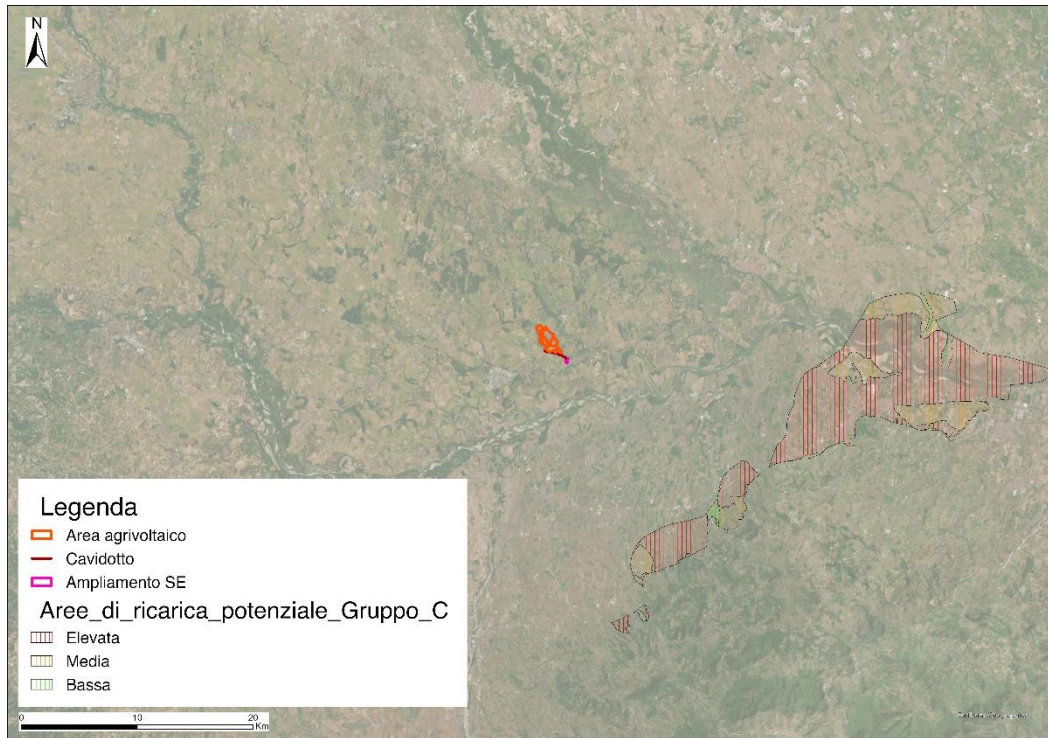 N
Legenda
Area agrivoltaico
Cavidotto
Ampliamento SE
Aree_di_ricarica_potenziale_Gruppo_C
Elevata
Media
Bassa
0 10 20
Km